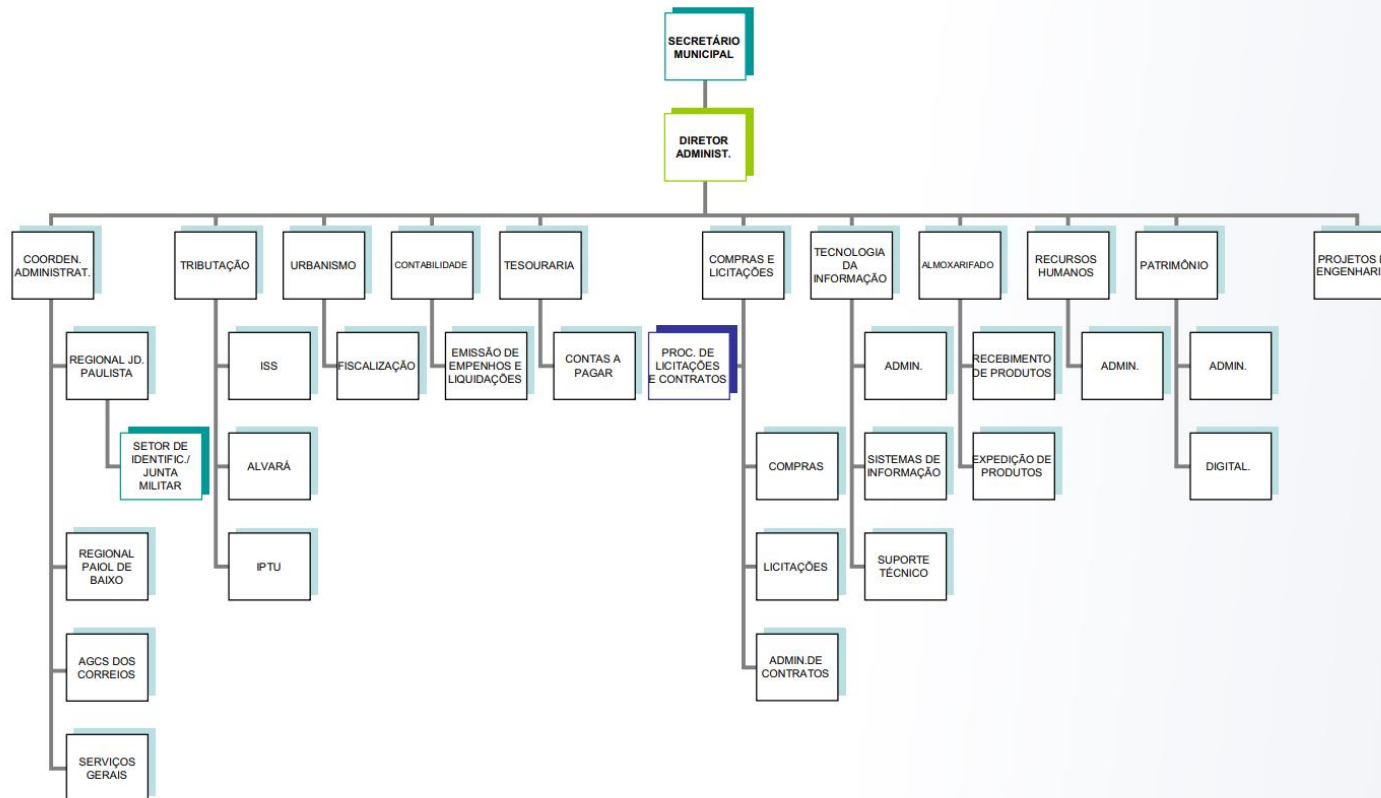 SECRETÁRIO
MUNICIPAL
DIRETOR
ADMINIST.
COORDEN.
ADMINISTRAT.
TRIBUTAÇÃO
URBANISMO
CONTABILIDADE
TESOURARIA
COMPRAS E
LICITAÇÕES
TECNOLOGIA
DA
INFORMAÇÃO
ALMOXARIFADO
RECURSOS
HUMANOS
PATRIMÔNIO
PROJETOS
ENGENHARI
REGIONAL JD.
PAULISTA
ISS
FISCALIZAÇÃO
EMISSÃO DE
EMPENHOS E
LIQUIDAÇÕES
CONTAS A
PAGAR
PROC. DE
LICITAÇÕES
E CONTRATOS
ADMIN.
RECEBIMENTO
DE PRODUTOS
ADMIN.
ADMIN.
SETOR DE
IDENTIFIC./
JUNTA
MILITAR
ALVARÁ
COMPRAS
SISTEMAS DE
INFORMAÇÃO
EXPEDIÇÃO DE
PRODUTOS
DIGITAL.
REGIONAL
PAIOL DE
BAIXO
IPTU
LICITAÇÕES
SUPORTE
TÉCNICO
AGCS DOS
CORREIOS
ADMIN.DE
CONTRATOS
SERVIÇOS
GERAIS